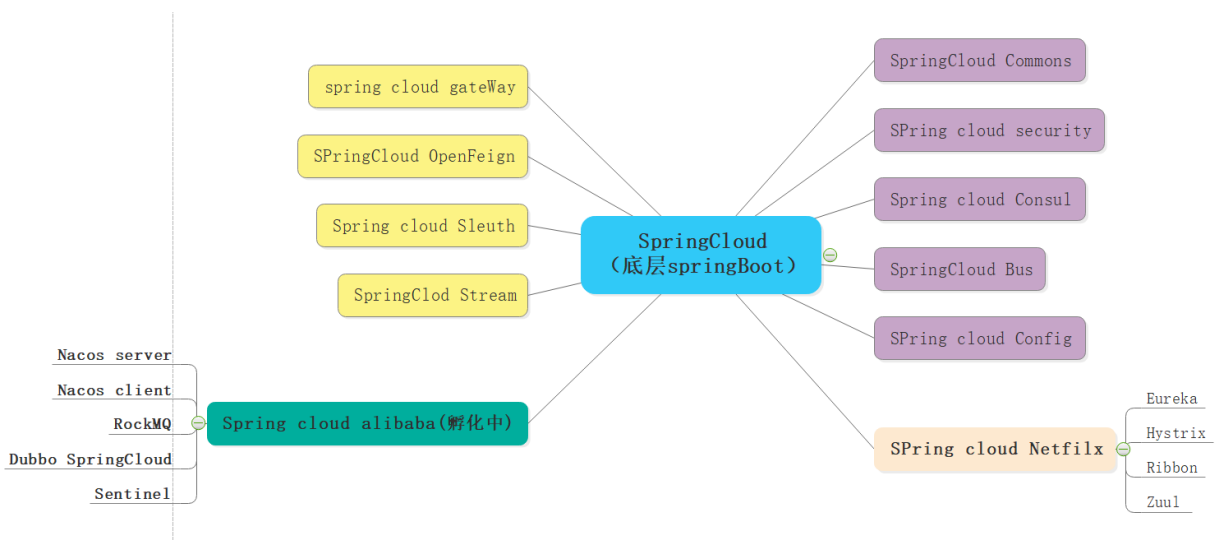 SpringCloud
（底层springBoot）
spring cloud gateWay
SPringCloud OpenFeign
Spring cloud Sleuth
SpringClod Stream
Spring cloud alibaba(孵化中)
Nacos server
Nacos client
RockMQ
Dubbo SpringCloud
Sentinel
SpringCloud Commons
SPring cloud security
Spring cloud Consul
SpringCloud Bus
SPring cloud Config
SPring cloud Netfilx
Eureka
Hystrix
Ribbon
Zuul